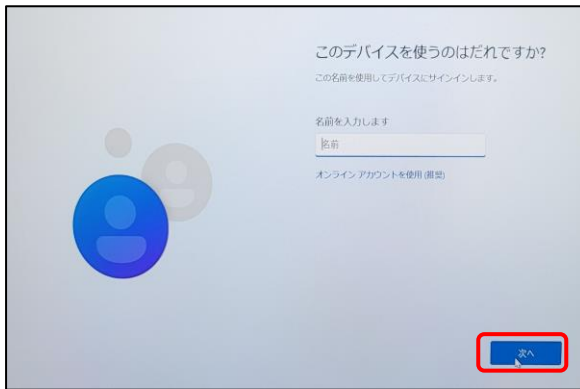 このデバイスを使うのはだれですか?
この名前を使用してデバイスにサインインします。
名前を入力します
名前
オンライン アカウントを使用 (推奨)
次へ